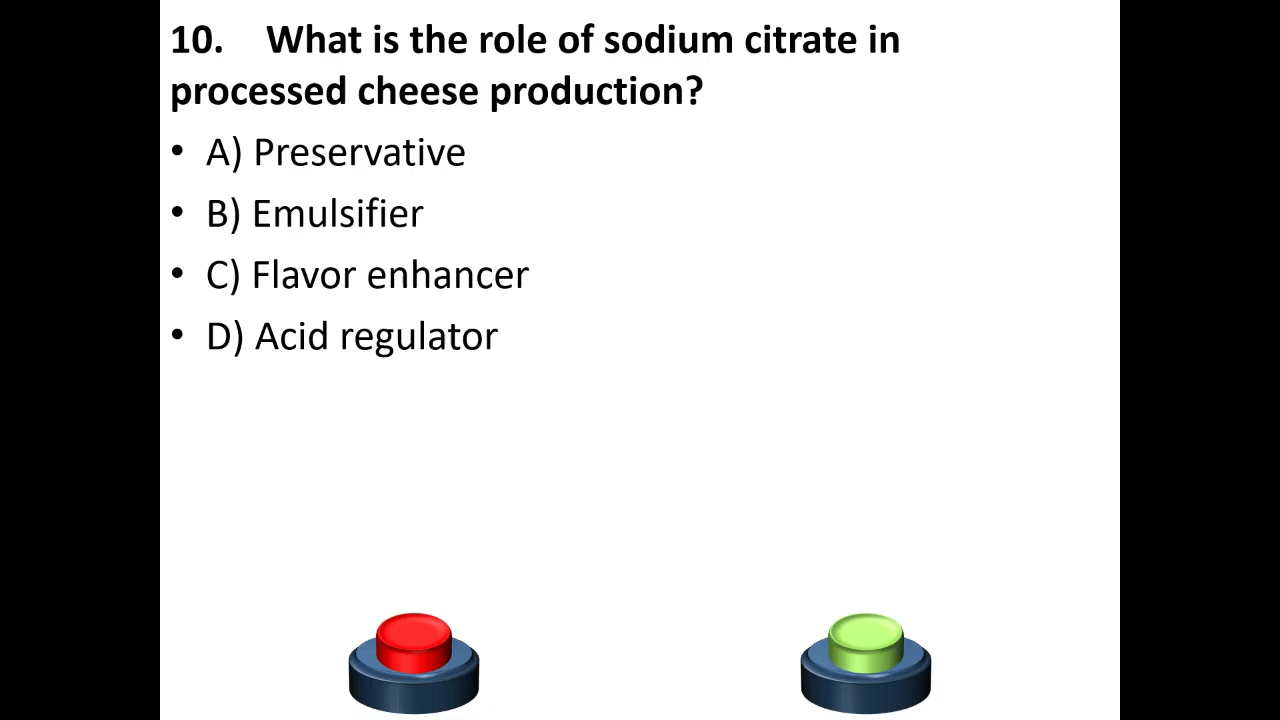 10. What is the role of sodium citrate in
processed cheese production?
• A) Preservative
• B) Emulsifier
• C) Flavor enhancer
• D) Acid regulator